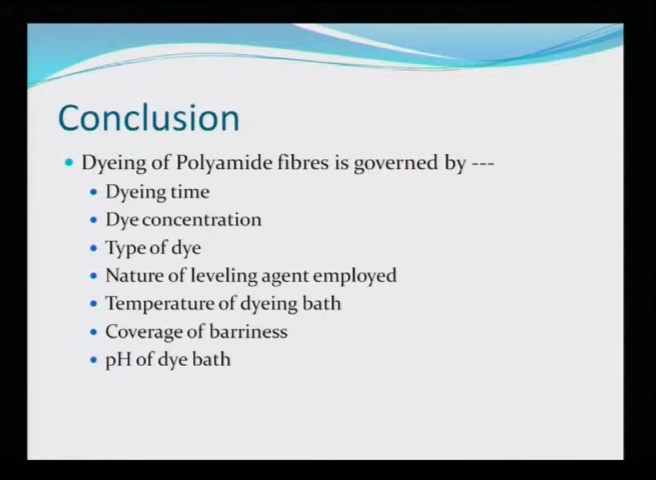 Conclusion
Dyeing of Polyamide fibres is governed by ---
Dyeing time
Dye concentration
Type of dye
Nature of leveling agent employed
Temperature of dyeing bath
Coverage of barriness
pH of dye bath